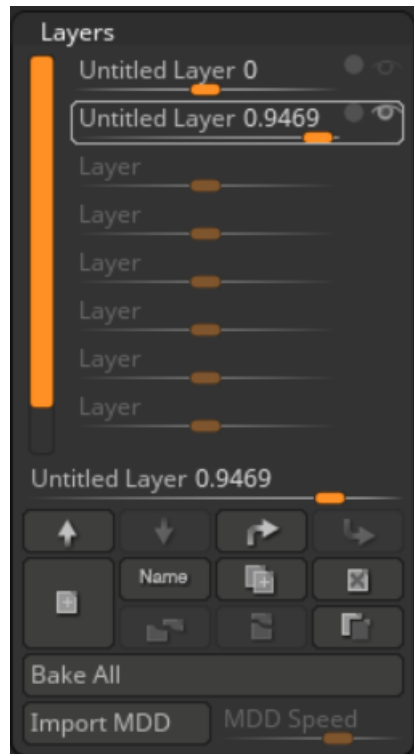 Layers
Untitled Layer 0
Untitled Layer 0.9469
Layer
Layer
Layer
Layer
Layer
Layer
Untitled Layer 0.9469
Name
Bake All
Import MDD MDD Speed